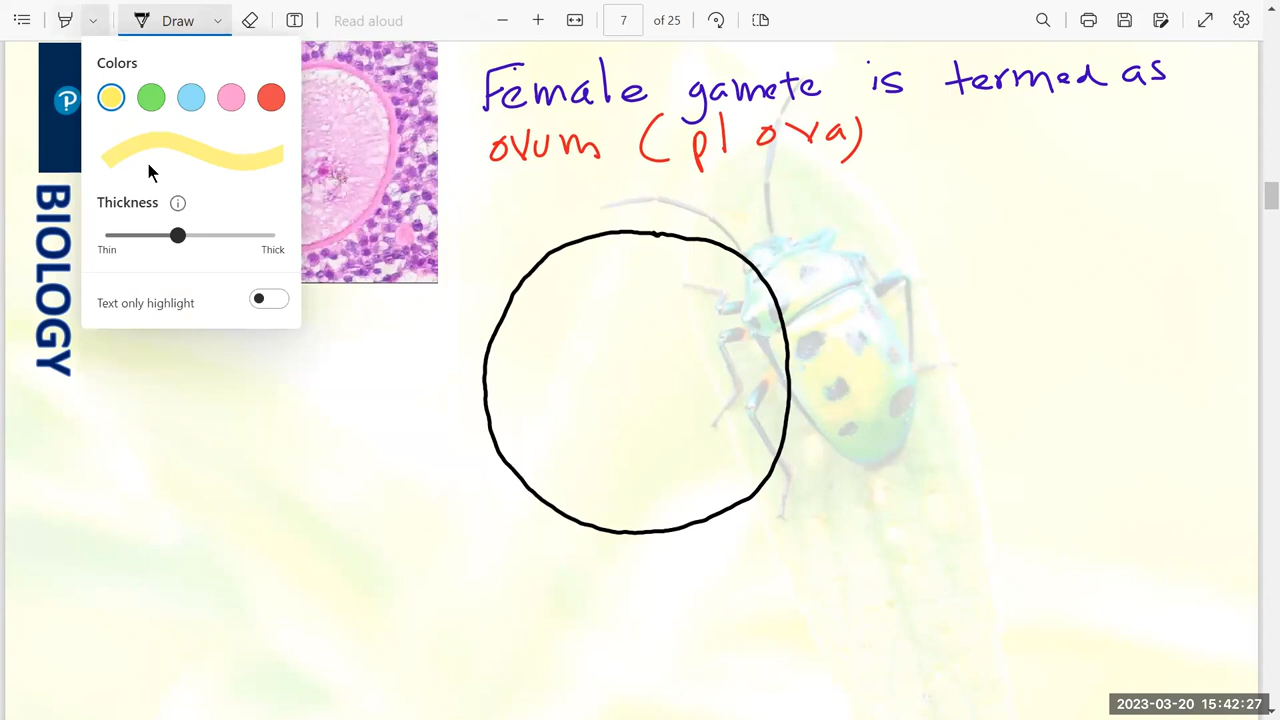 Draw
Read aloud
7
of 25
Colors
Thickness
Thin
Thick
Text only highlight
BIOLOGY
Female gamete is termed as
ovum (pl ova)
2023-03-20 15:42:27